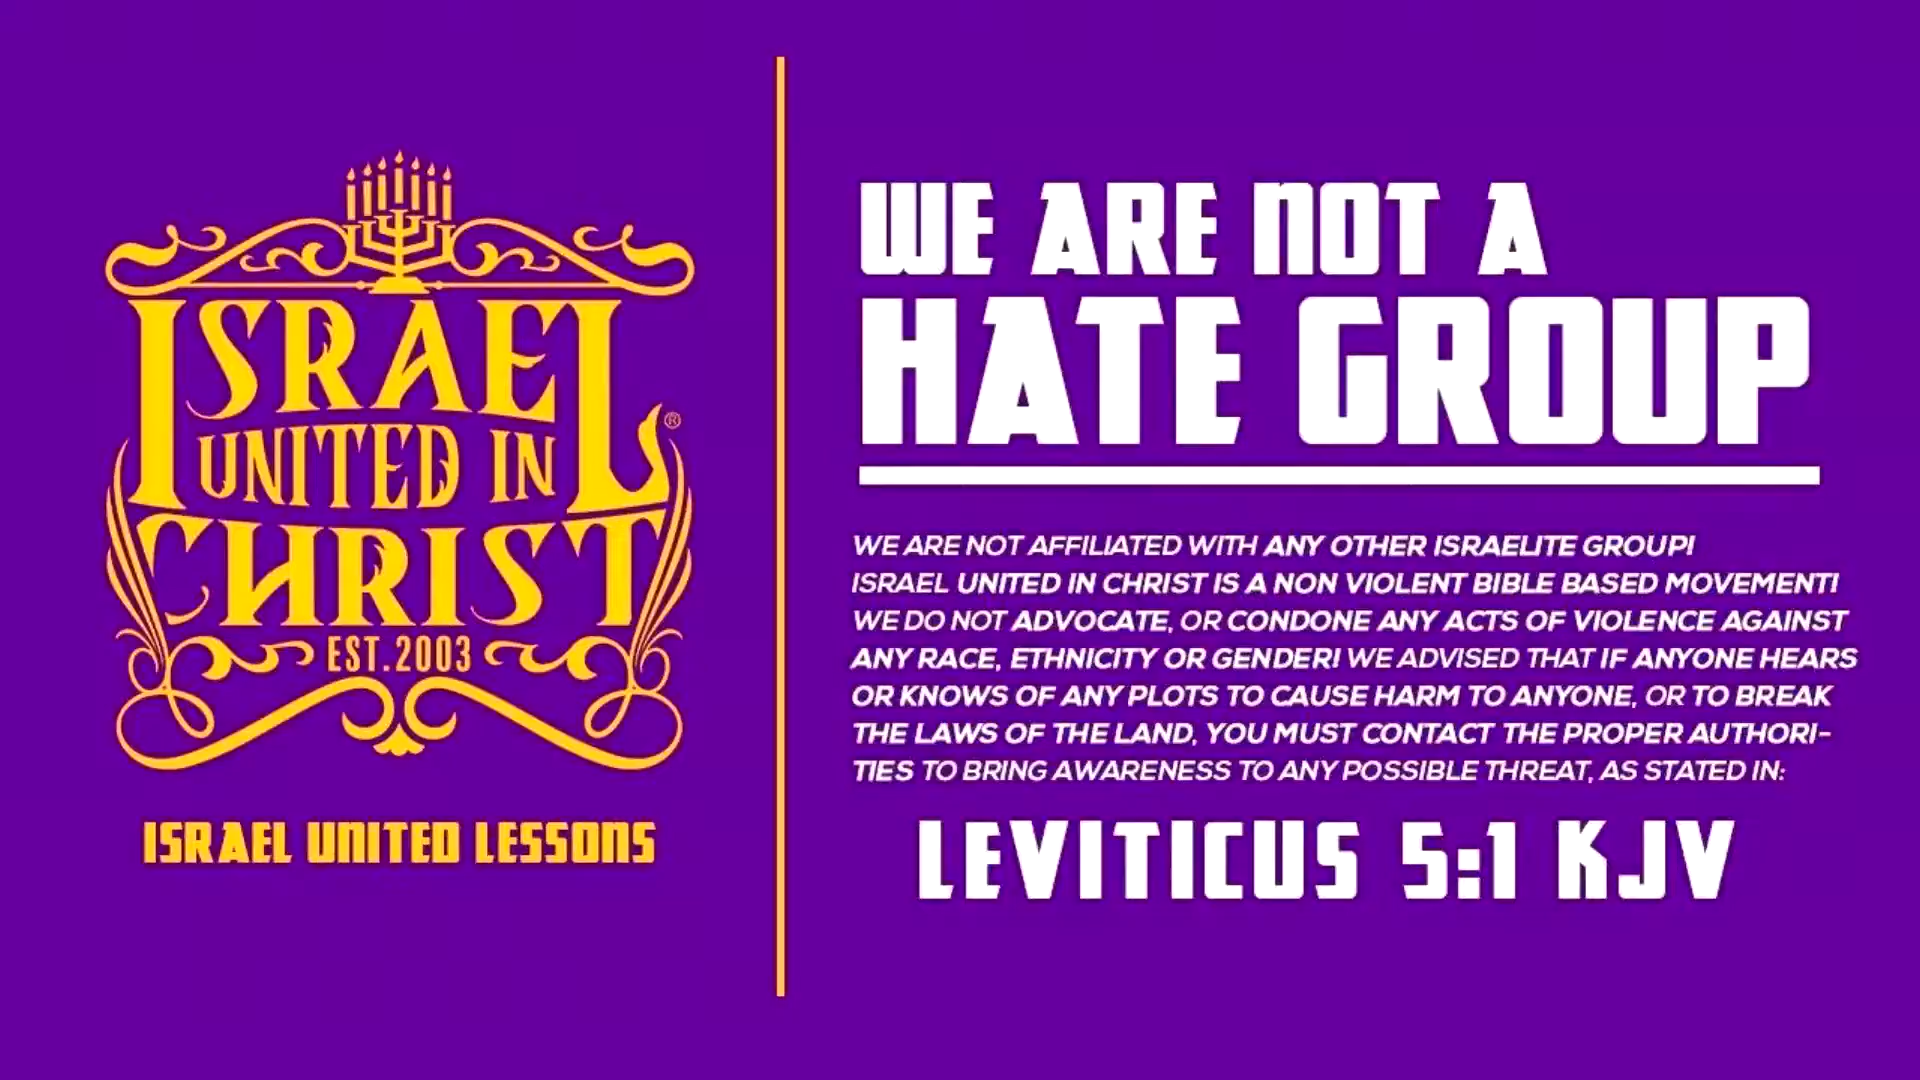 ISRAEL
UNITED IN
CHRIST
®
EST.2003
ISRAEL UNITED LESSONS
WE ARE NOT A
HATE GROUP
WE ARE NOT AFFILIATED WITH ANY OTHER ISRAELITE GROUP!
ISRAEL UNITED IN CHRIST IS A NON VIOLENT BIBLE BASED MOVEMENT!
WE DO NOT ADVOCATE, OR CONDONE ANY ACTS OF VIOLENCE AGAINST
ANY RACE, ETHNICITY OR GENDER! WE ADVISED THAT IF ANYONE HEARS
OR KNOWS OF ANY PLOTS TO CAUSE HARM TO ANYONE, OR TO BREAK
THE LAWS OF THE LAND, YOU MUST CONTACT THE PROPER AUTHORI-
TIES TO BRING AWARENESS TO ANY POSSIBLE THREAT, AS STATED IN:
LEVITICUS 5:1 KJV